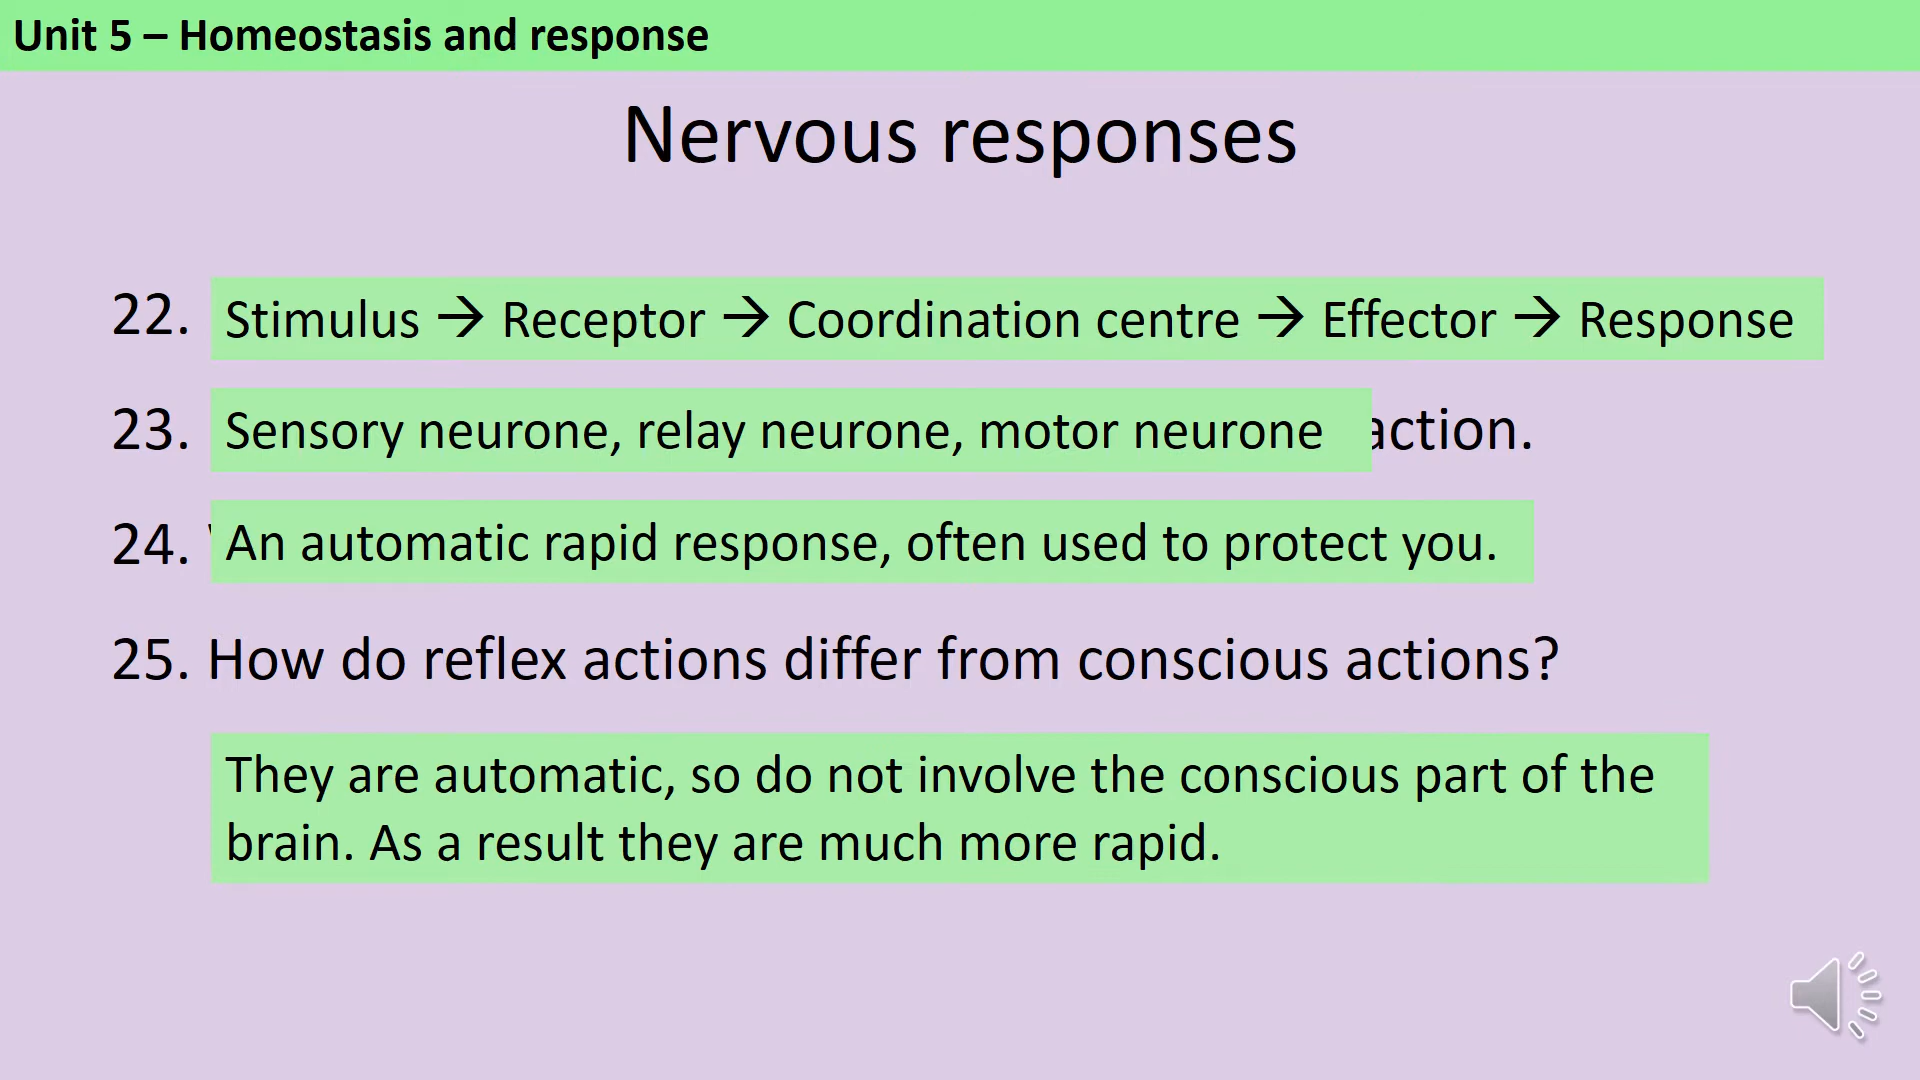 Unit 5 – Homeostasis and response
Nervous responses
22. Stimulus → Receptor → Coordination centre → Effector → Response
23. Sensory neurone, relay neurone, motor neurone action.
24. An automatic rapid response, often used to protect you.
25. How do reflex actions differ from conscious actions?
They are automatic, so do not involve the conscious part of the
brain. As a result they are much more rapid.